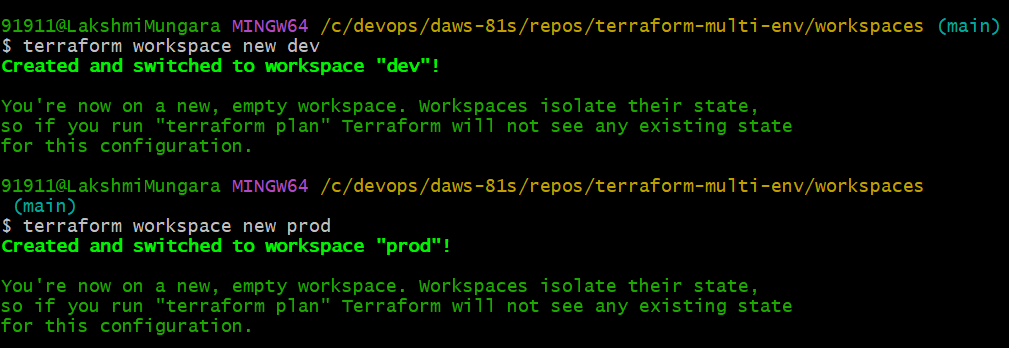 91911@LakshmiMungara MINGW64 /c/devops/daws-81s/repos/terraform-multi-env/workspaces (main)
$ terraform workspace new dev
Created and switched to workspace "dev"!
You're now on a new, empty workspace. Workspaces isolate their state,
so if you run "terraform plan" Terraform will not see any existing state
for this configuration.
91911@LakshmiMungara MINGW64 /c/devops/daws-81s/repos/terraform-multi-env/workspaces
(main)
$ terraform workspace new prod
Created and switched to workspace "prod"!
You're now on a new, empty workspace. Workspaces isolate their state,
so if you run "terraform plan" Terraform will not see any existing state
for this configuration.